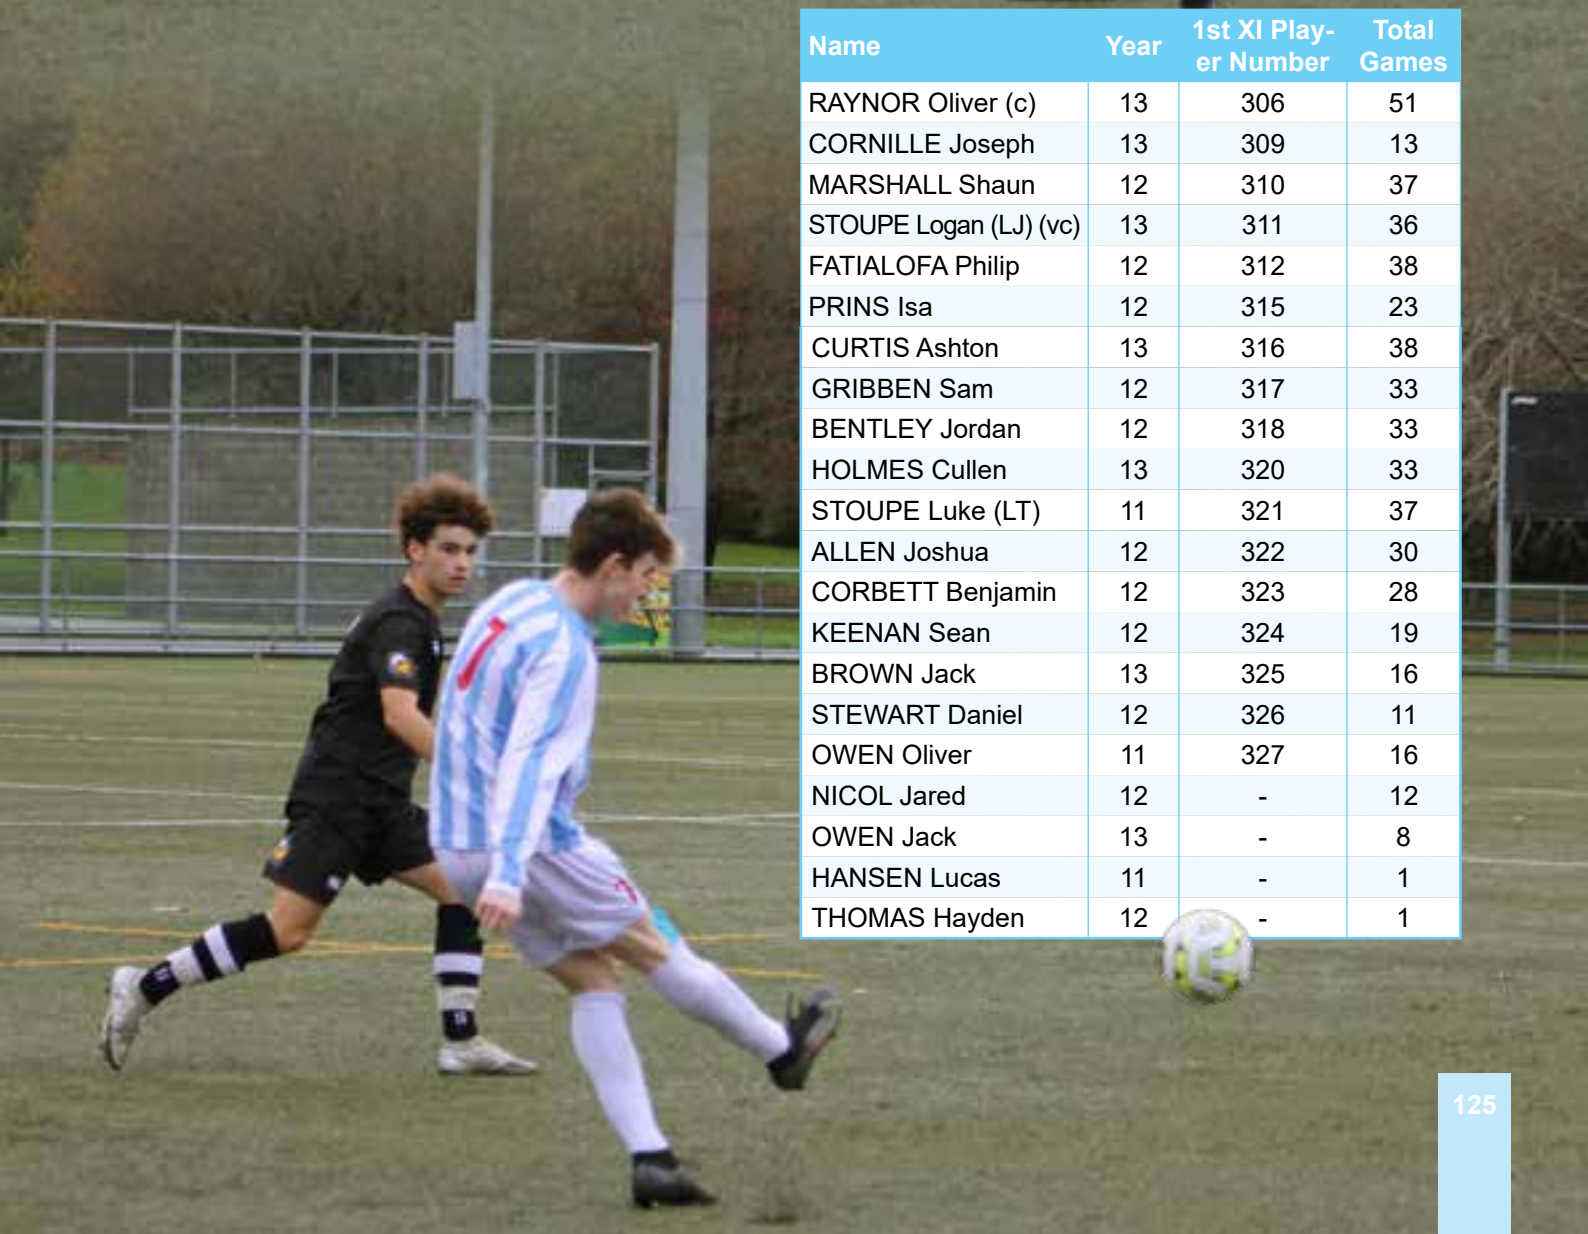 Name Year 1st XI Play-er Number Total Games
RAYNOR Oliver (c) 13 306 51
CORNILLE Joseph 13 309 13
MARSHALL Shaun 12 310 37
STOUPE Logan (LJ) (vc) 13 311 36
FATIALOFA Philip 12 312 38
PRINS Isa 12 315 23
CURTIS Ashton 13 316 38
GRIBBEN Sam 12 317 33
BENTLEY Jordan 12 318 33
HOLMES Cullen 13 320 33
STOUPE Luke (LT) 11 321 37
ALLEN Joshua 12 322 30
CORBETT Benjamin 12 323 28
KEENAN Sean 12 324 19
BROWN Jack 13 325 16
STEWART Daniel 12 326 11
OWEN Oliver 11 327 16
NICOL Jared 12 - 12
OWEN Jack 13 - 8
HANSEN Lucas 11 - 1
THOMAS Hayden 12 - 1
7
125